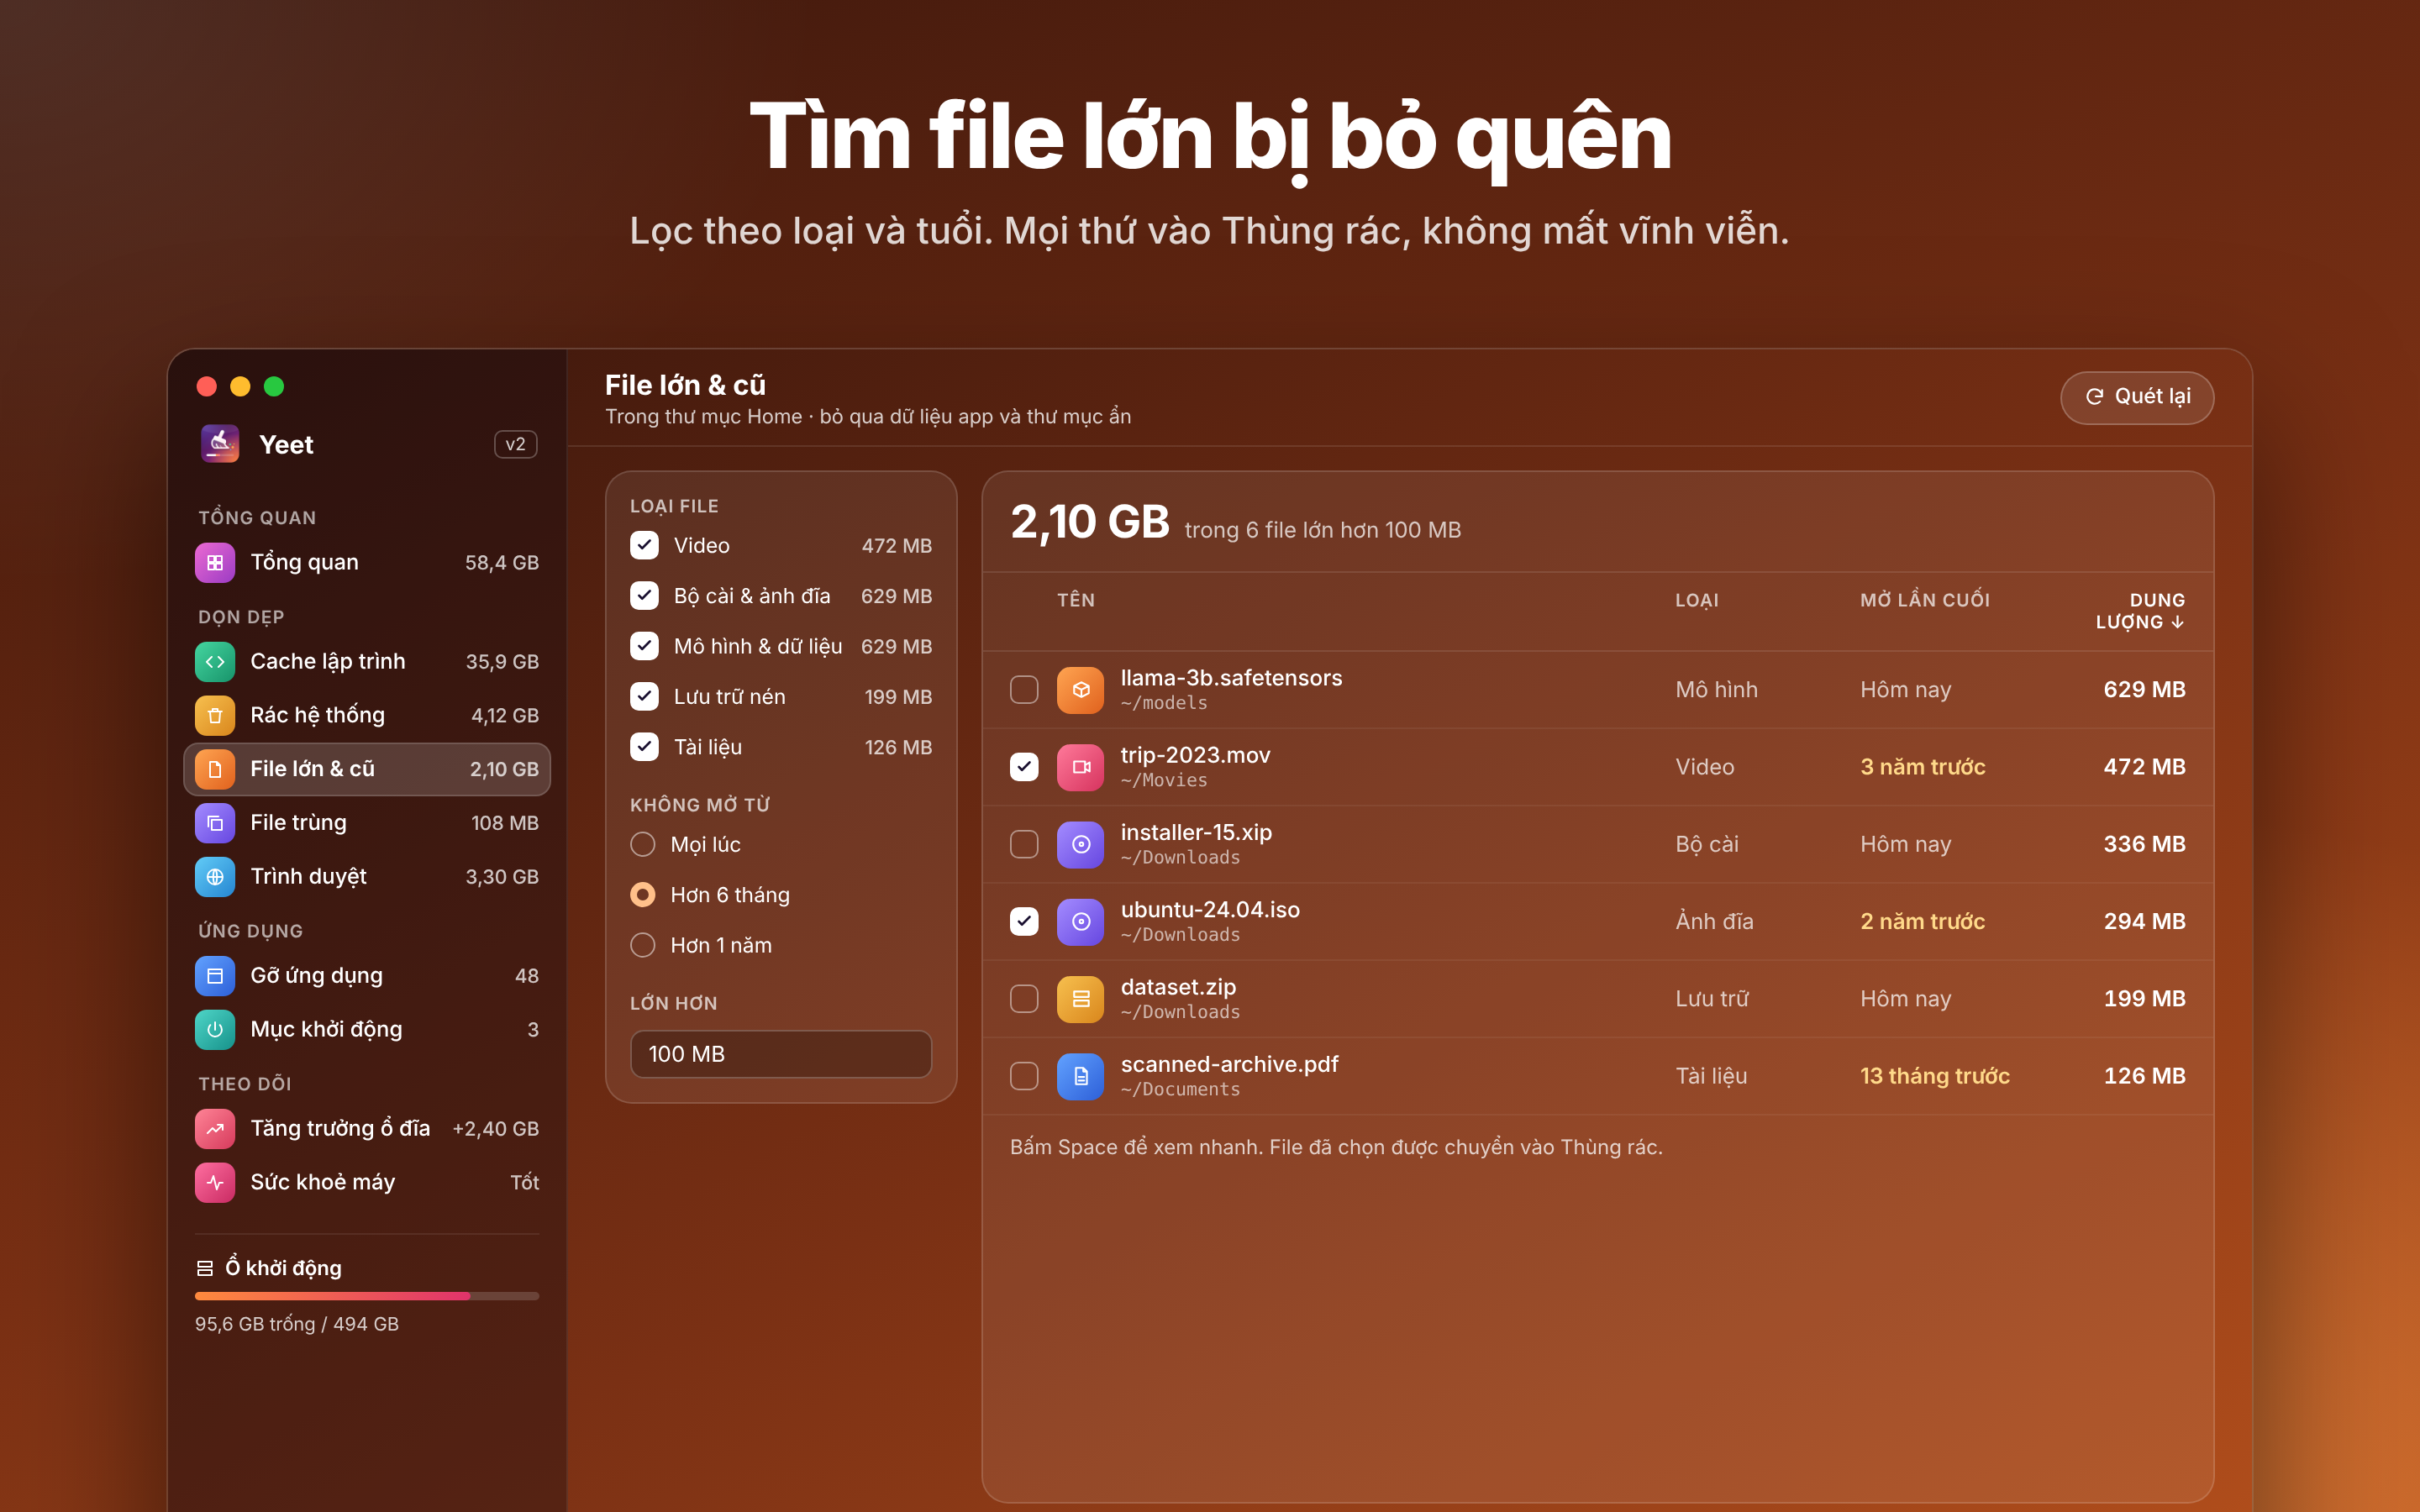 Tìm file lớn bị bỏ quên
Lọc theo loại và tuổi. Mọi thứ vào Thùng rác, không mất vĩnh viễn.
Yeet
v2
TỔNG QUAN
Tổng quan 58,4 GB
DỌN DẸP
Cache lập trình 35,9 GB
Rác hệ thống 4,12 GB
File lớn & cũ 2,10 GB
File trùng 108 MB
Trình duyệt 3,30 GB
ỨNG DỤNG
Gỡ ứng dụng 48
Mục khởi động 3
THEO DÕI
Tăng trưởng ổ đĩa +2,40 GB
Sức khoẻ máy Tốt
Ổ khởi động
95,6 GB trống / 494 GB
File lớn & cũ
Trong thư mục Home · bỏ qua dữ liệu app và thư mục ẩn
Quét lại
LOẠI FILE
Video 472 MB
Bộ cài & ảnh đĩa 629 MB
Mô hình & dữ liệu 629 MB
Lưu trữ nén 199 MB
Tài liệu 126 MB
KHÔNG MỞ TỪ
Mọi lúc
Hơn 6 tháng
Hơn 1 năm
LỚN HƠN
100 MB
2,10 GB trong 6 file lớn hơn 100 MB
TÊN LOẠI MỞ LẦN CUỐI DUNG
LƯỢNG ↓
llama-3b.safetensors
~/models
Mô hình Hôm nay 629 MB
trip-2023.mov
~/Movies
Video 3 năm trước 472 MB
installer-15.xip
~/Downloads
Bộ cài Hôm nay 336 MB
ubuntu-24.04.iso
~/Downloads
Ảnh đĩa 2 năm trước 294 MB
dataset.zip
~/Downloads
Lưu trữ Hôm nay 199 MB
scanned-archive.pdf
~/Documents
Tài liệu 13 tháng trước 126 MB
Bấm Space để xem nhanh. File đã chọn được chuyển vào Thùng rác.